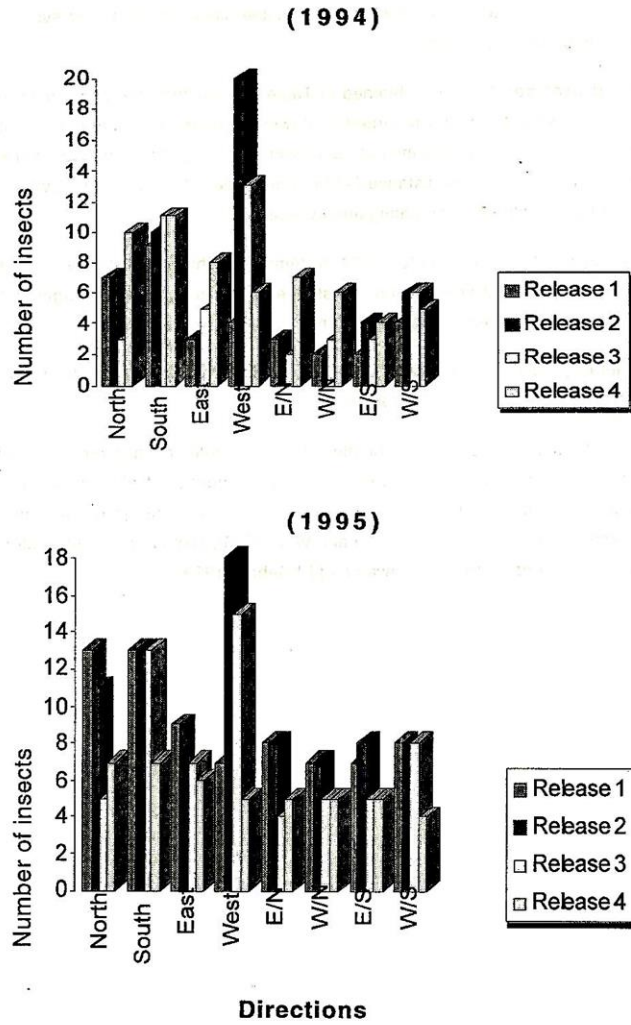 (1994)
Number of insects
20
18
16
14
12
10
8
6
4
2
0
North
South
East
West
E/N
W/N
E/S
W/S
Release 1
Release 2
Release 3
Release 4
(1995)
Number of insects
18
16
14
12
10
8
6
4
2
0
North
South
East
West
E/N
W/N
E/S
W/S
Release 1
Release 2
Release 3
Release 4
Directions